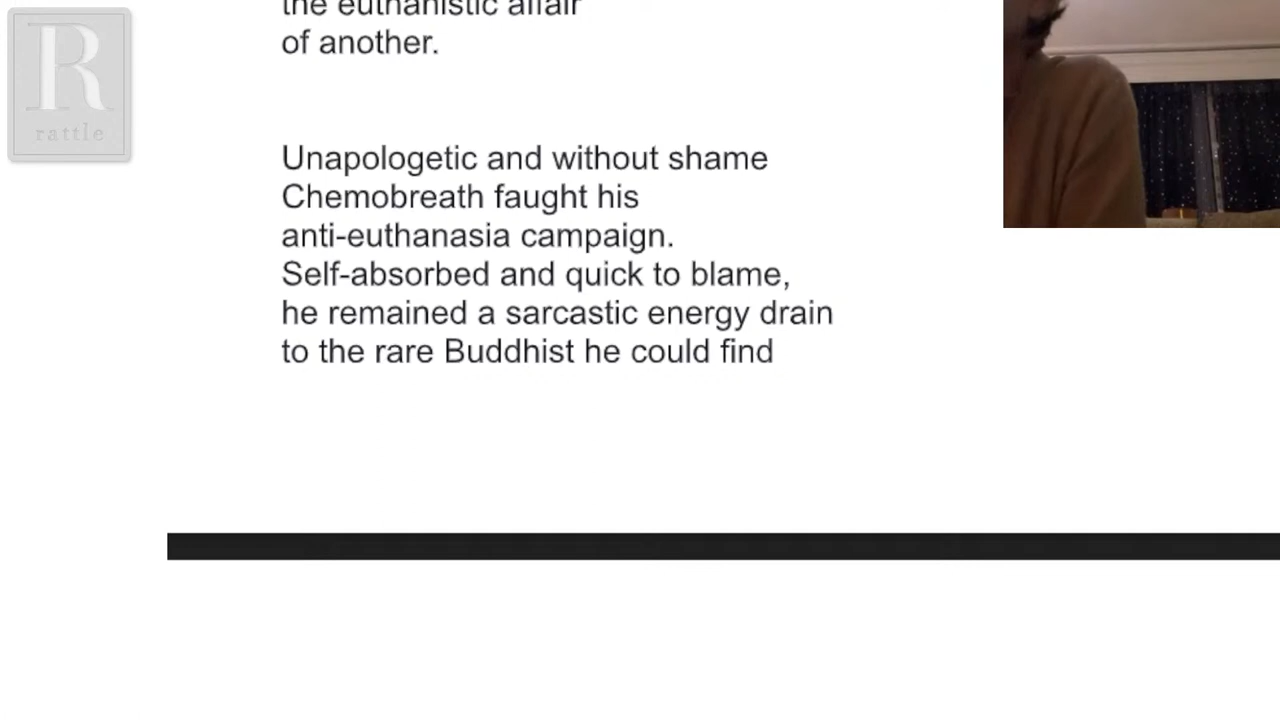 R
rattle
the euthanistic affair
of another.
Unapologetic and without shame
Chemobreath faught his
anti-euthanasia campaign.
Self-absorbed and quick to blame,
he remained a sarcastic energy drain
to the rare Buddhist he could find